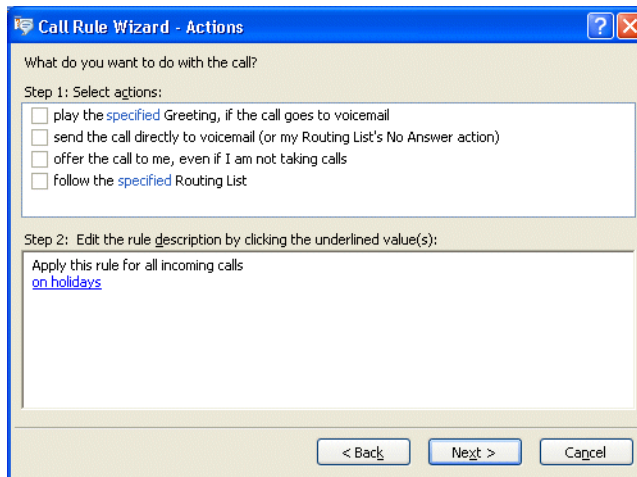 Call Rule Wizard - Actions
What do you want to do with the call?
Step 1: Select actions:
play the specified Greeting, if the call goes to voicemail
send the call directly to voicemail (or my Routing List's No Answer action)
offer the call to me, even if I am not taking calls
follow the specified Routing List
Step 2: Edit the rule description by clicking the underlined value(s):
Apply this rule for all incoming calls
on holidays
< Back Next > Cancel